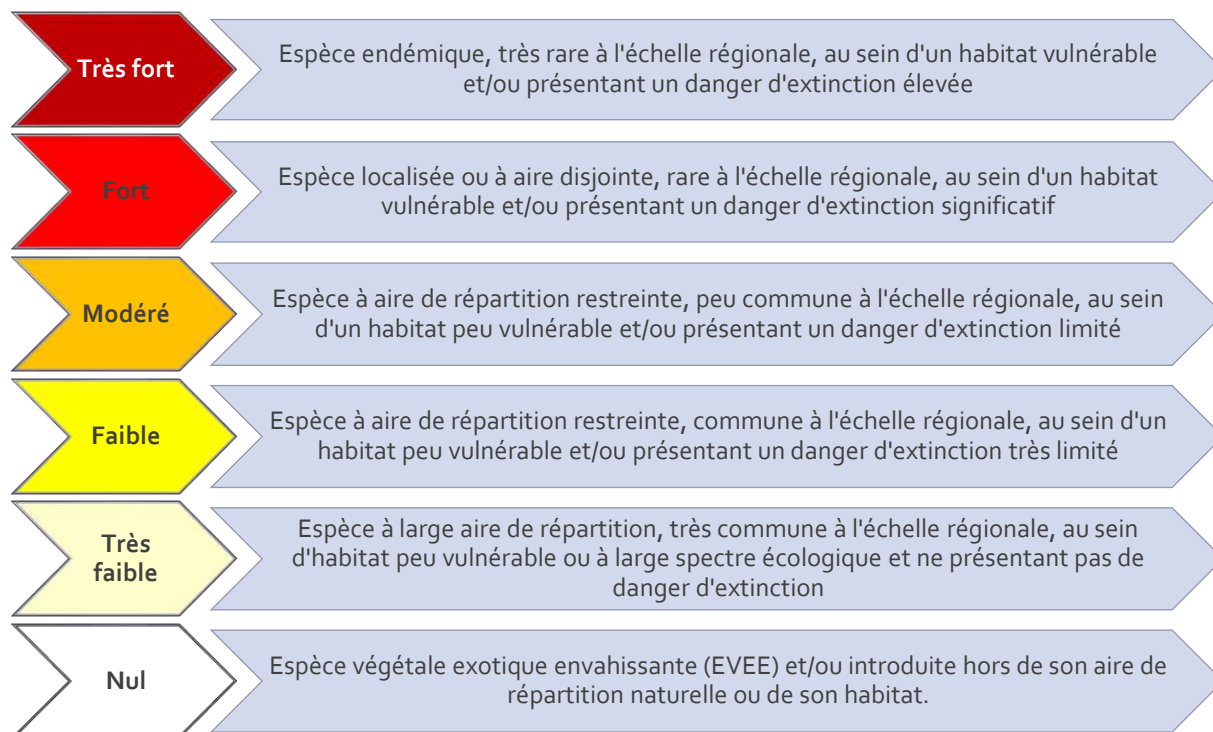 Très fort
Espèce endémique, très rare à l'échelle régionale, au sein d'un habitat vulnérable
et/ou présentant un danger d'extinction élevée
Fort
Espèce localisée ou à aire disjointe, rare à l'échelle régionale, au sein d'un habitat
vulnérable et/ou présentant un danger d'extinction significatif
Modéré
Espèce à aire de répartition restreinte, peu commune à l'échelle régionale, au sein
d'un habitat peu vulnérable et/ou présentant un danger d'extinction limité
Faible
Espèce à aire de répartition restreinte, commune à l'échelle régionale, au sein d'un
habitat peu vulnérable et/ou présentant un danger d'extinction très limité
Très
faible
Espèce à large aire de répartition, très commune à l'échelle régionale, au sein
d'habitat peu vulnérable ou à large spectre écologique et ne présentant pas de
danger d'extinction
Nul
Espèce végétale exotique envahissante (EVEE) et/ou introduite hors de son aire de
répartition naturelle ou de son habitat.